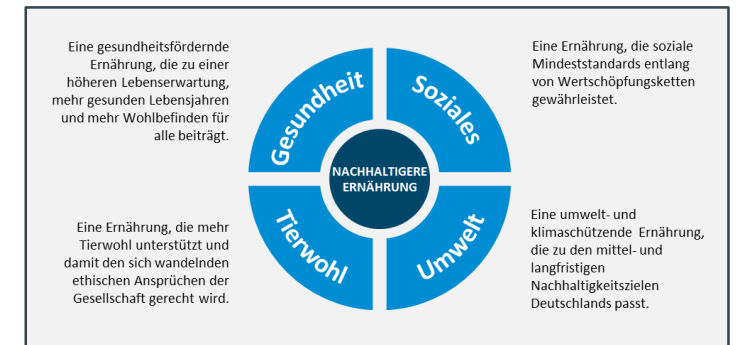 Eine gesundheitsfördernde
Ernährung, die zu einer
höheren Lebenserwartung,
mehr gesunden Lebensjahren
und mehr Wohlbefinden für
alle beiträgt.
Gesundheit
Soziales
Eine Ernährung, die soziale
Mindeststandards entlang
von Wertschöpfungsketten
gewährleistet.
NACHHALTIGERE
ERNÄHRUNG
Eine Ernährung, die mehr
Tierwohl unterstützt und
damit den sich wandelnden
ethischen Ansprüchen der
Gesellschaft gerecht wird.
Tierwohl
Umwelt
Eine umwelt- und
klimaschützende Ernährung,
die zu den mittel- und
langfristigen
Nachhaltigkeitszielen
Deutschlands passt.